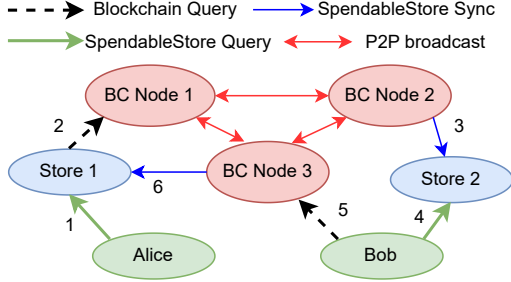 Blockchain Query
SpendableStore Sync
SpendableStore Query
P2P broadcast
BC Node 1
BC Node 2
2
3
Store 1
BC Node 3
Store 2
6
1
5
4
Alice
Bob